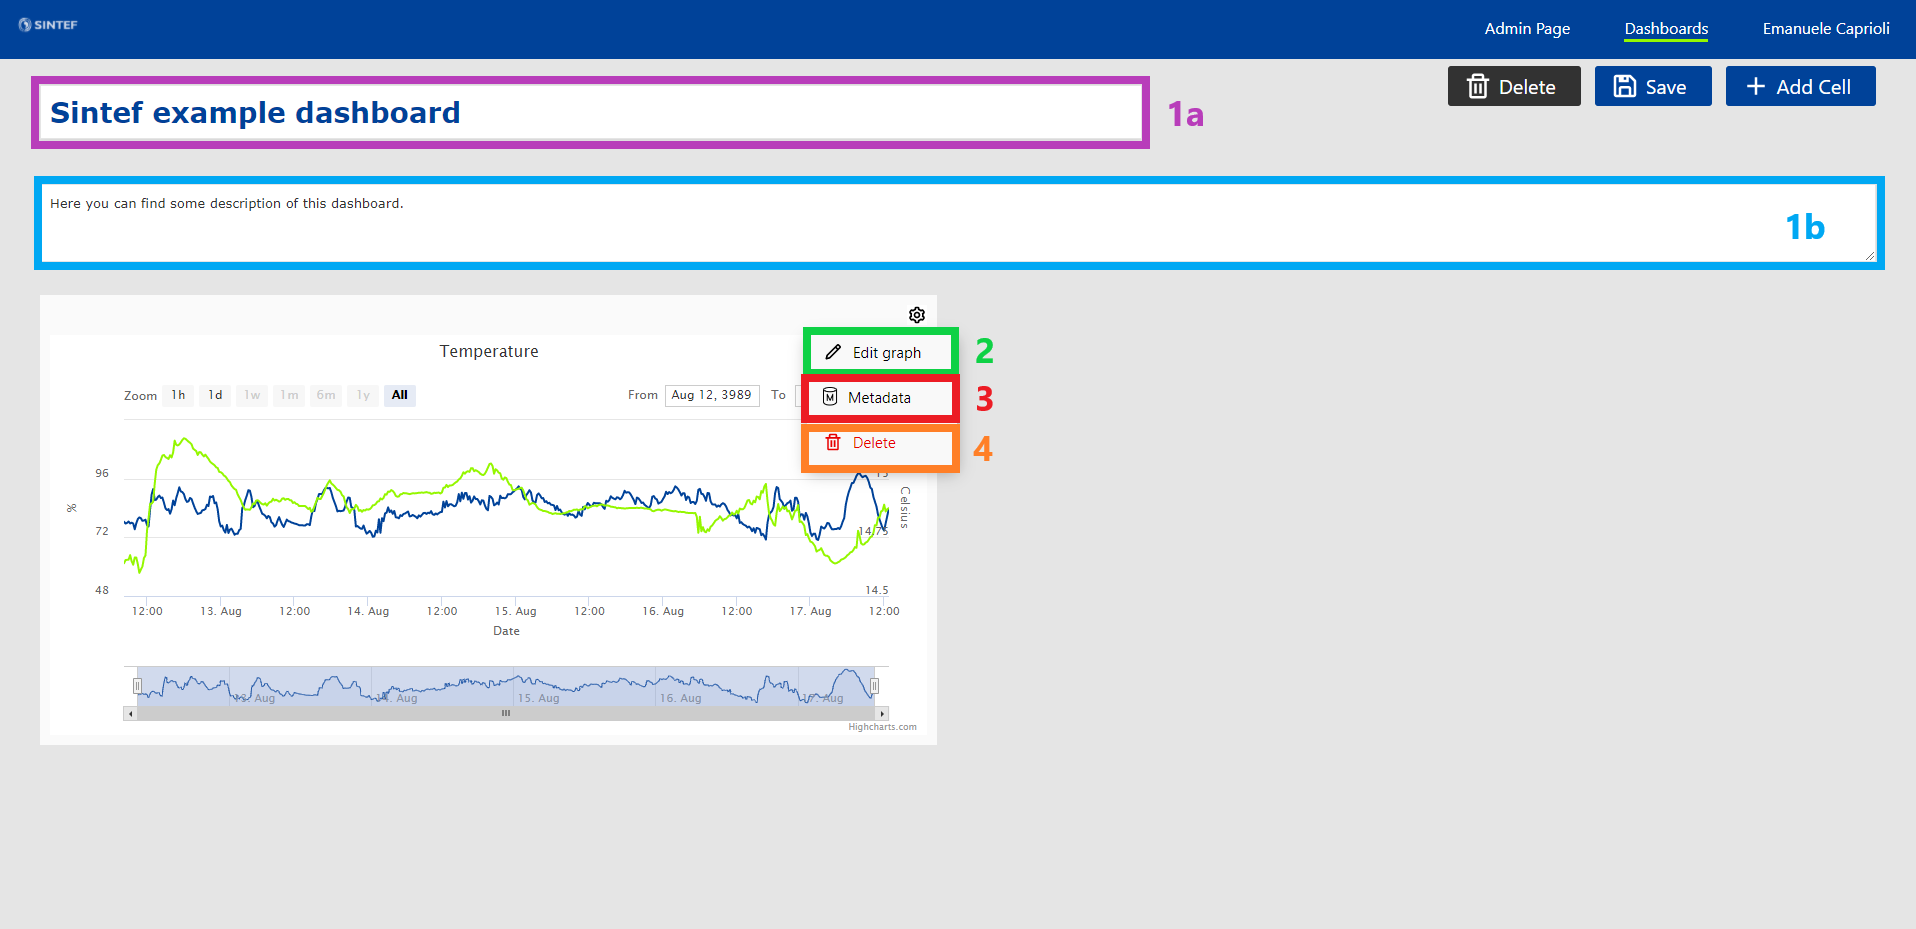 SINTEF
Admin Page Dashboards Emanuele Caprioli
Delete Save Add Cell
Sintef example dashboard 1a
Here you can find some description of this dashboard.
1b
Temperature
Edit graph 2
Zoom 1h 1d 1w 1m 6m 1y All From Aug 12, 3989 To
M Metadata 3
Delete 4
96
%
Celsius
72 14.75
48 14.5
12:00 13. Aug 12:00 14. Aug 12:00 15. Aug 12:00 16. Aug 12:00 17. Aug 12:00
Date
13. Aug 14. Aug 15. Aug 16. Aug 17. Aug
Highcharts.com